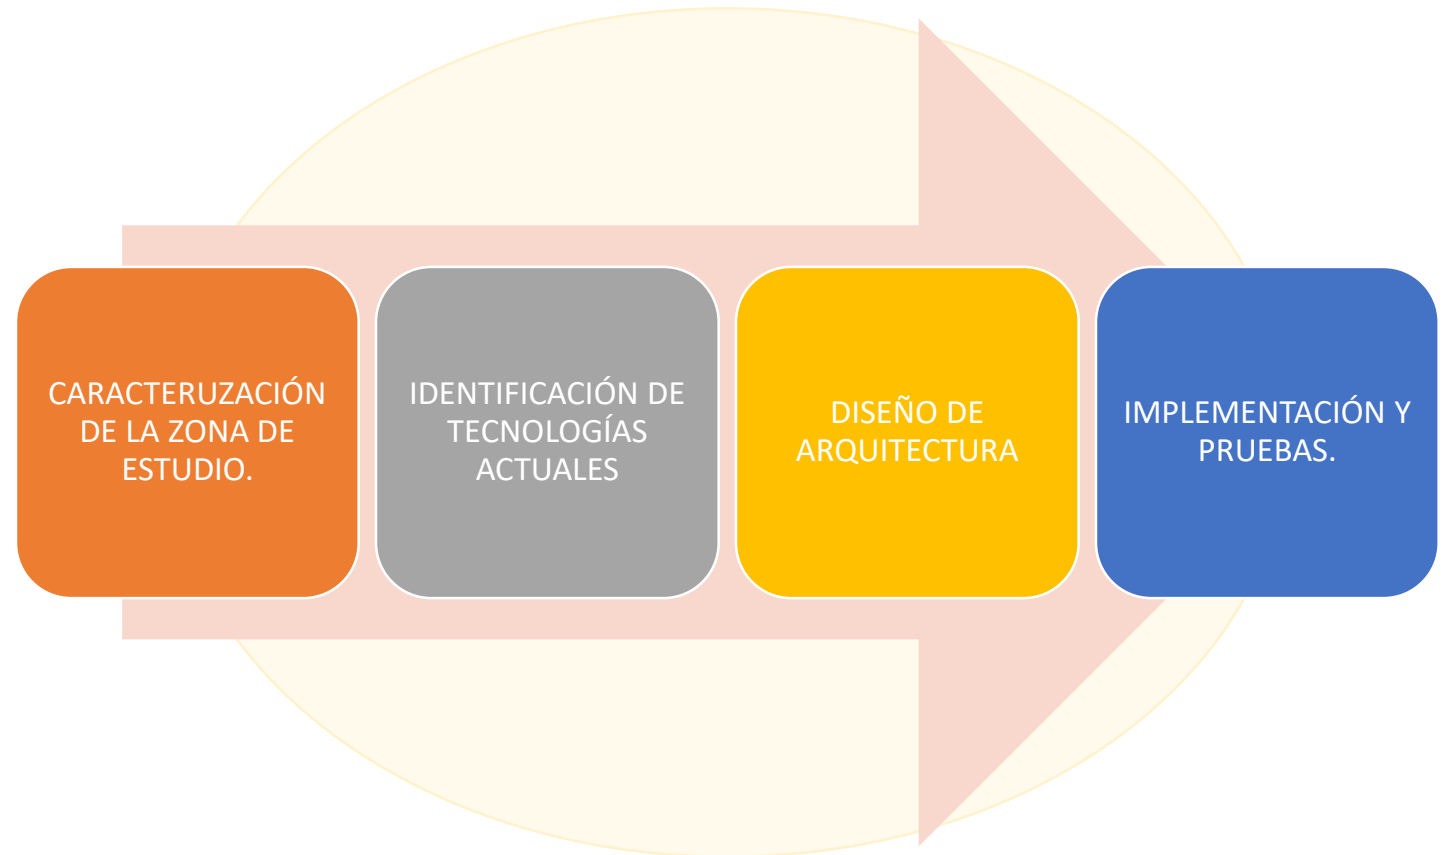 CARACTERUZACIÓN
DE LA ZONA DE
ESTUDIO.
IDENTIFICACIÓN DE
TECNOLOGÍAS
ACTUALES
DISEÑO DE
ARQUITECTURA
IMPLEMENTACIÓN Y
PRUEBAS.